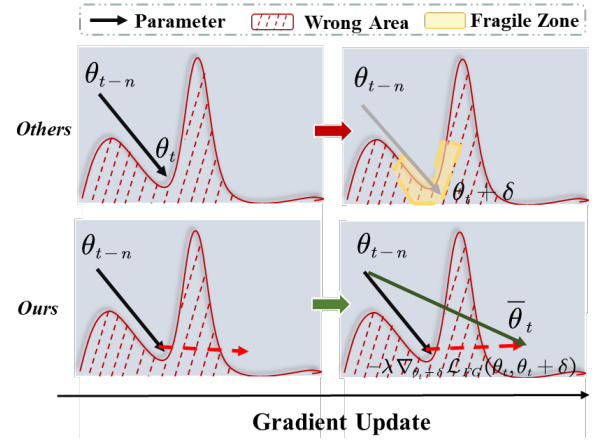 Parameter Wrong Area Fragile Zone
Others
θ_{t−n}
θ_t
θ_{t−n}
θ_t + δ
Ours
θ_{t−n}
θ_{t−n}
\overline{θ}_t
−λ∇_{θ_t+δ} ℒ_{FG}(θ_t, θ_t + δ)
Gradient Update